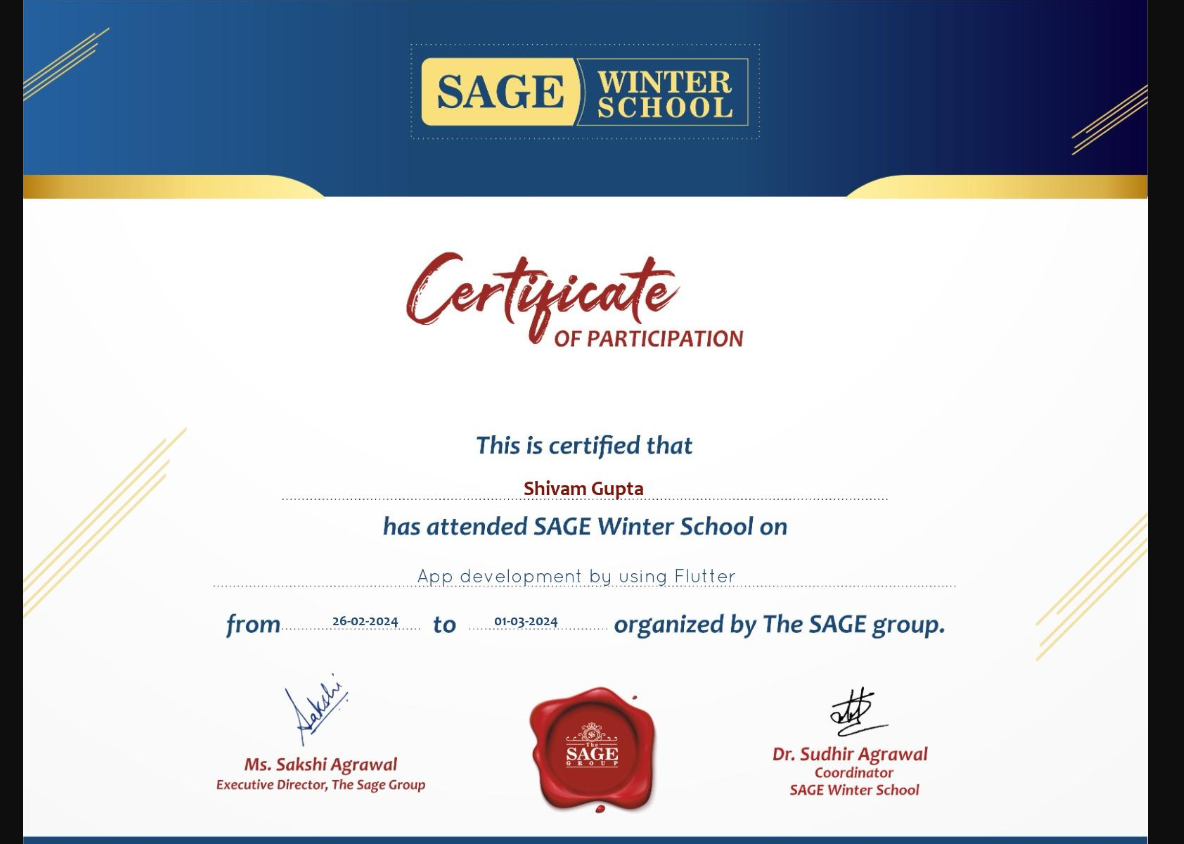 SAGE WINTER SCHOOL
Certificate
OF PARTICIPATION
This is certified that
Shivam Gupta
has attended SAGE Winter School on
App development by using Flutter
from 26-02-2024 to 01-03-2024 organized by The SAGE group.
Sakshi
Ms. Sakshi Agrawal
Executive Director, The Sage Group
The
SAGE
GROUP
Dr. Sudhir Agrawal
Coordinator
SAGE Winter School